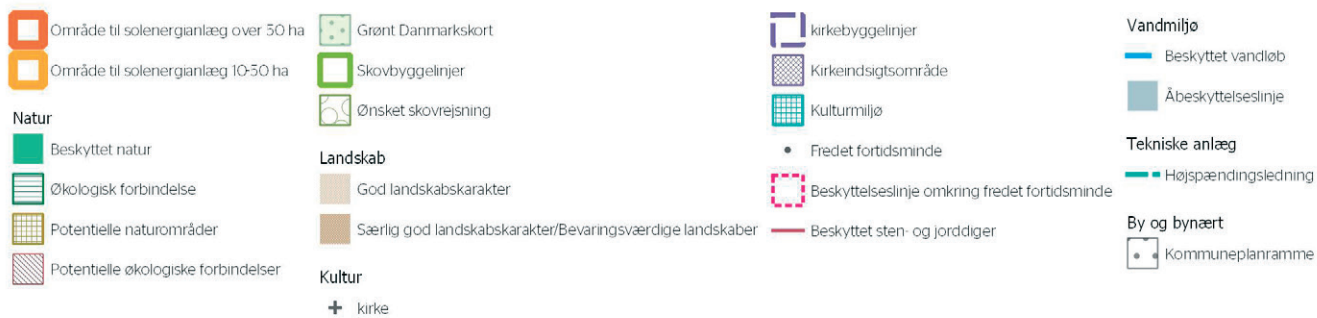 Område til solenergianlæg over 50 ha
Område til solenergianlæg 10-50 ha
Natur
Beskyttet natur
Økologisk forbindelse
Potentielle naturområder
Potentielle økologiske forbindelser
Grønt Danmarkskort
Skovbyggelinjer
Ønsket skovrejsning
Landskab
God landskabskarakter
Særlig god landskabskarakter/Bevaringsværdige landskaber
Kultur
kirke
kirkebyggelinjer
Kirkeindsigtsområde
Kulturmiljø
Fredet fortidsminde
Beskyttelseslinje omkring fredet fortidsminde
Beskyttet sten- og jorddiger
Vandmiljø
Beskyttet vandløb
Åbeskyttelseslinje
Tekniske anlæg
Højspændingsledning
By og bynært
Kommuneplanramme